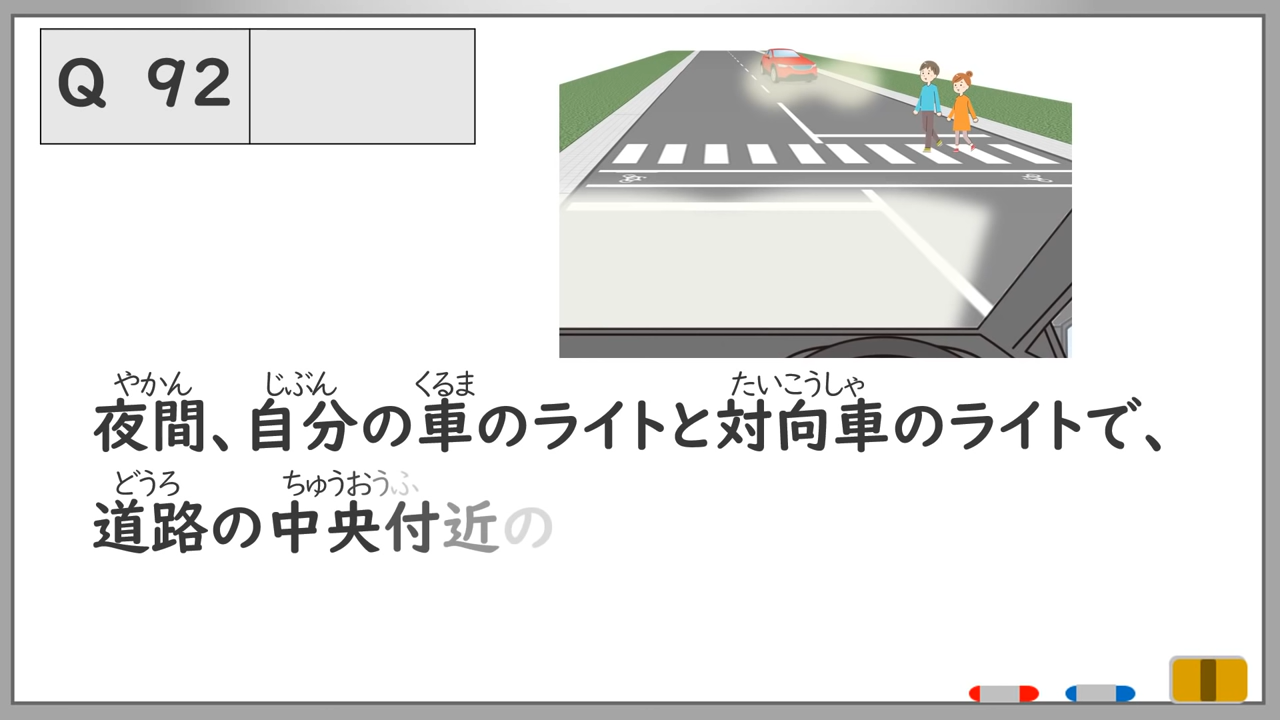 Q 92
やかん じぶん くるま たいこうしゃ
夜間、自分の車のライトと対向車のライトで、
どうろ ちゅうおうふ
道路の中央付近の